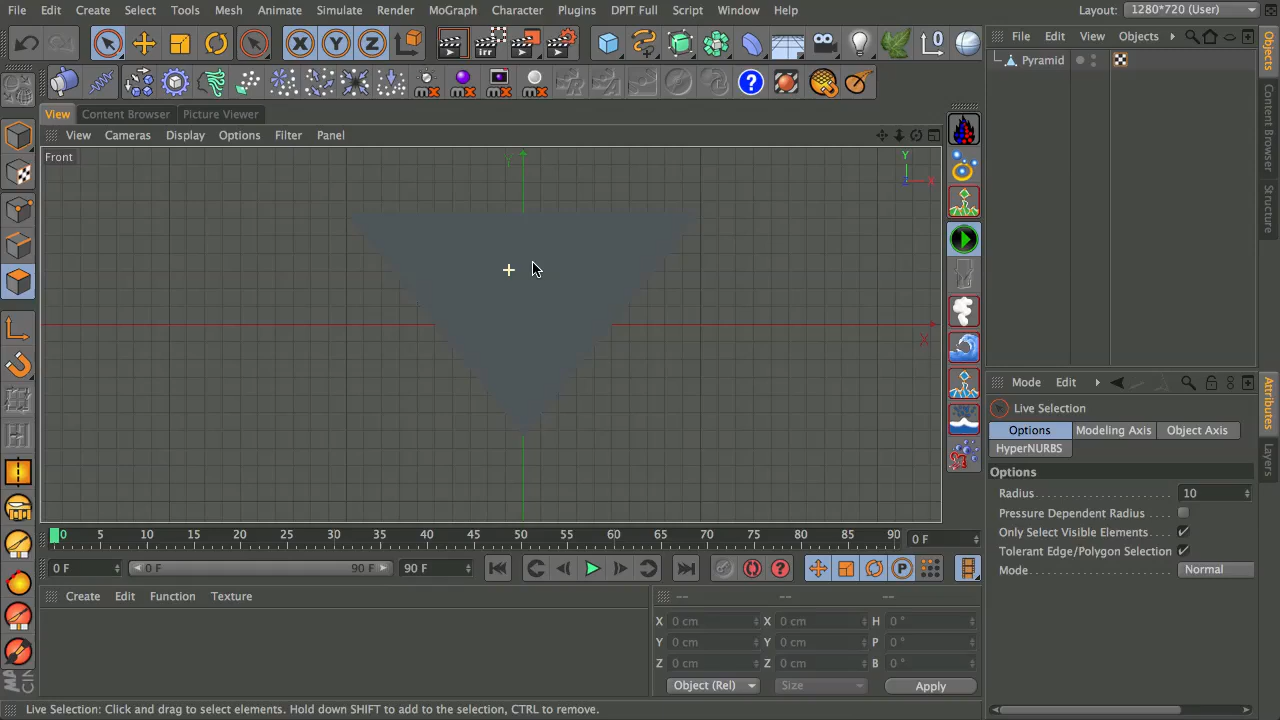 File Edit Create Select Tools Mesh Animate Simulate Render MoGraph Character Plugins DPIT Full Script Window Help Layout: 1280*720 (User)
File Edit View Objects
Pyramid
View Content Browser Picture Viewer
View Cameras Display Options Filter Panel
Front
Y
X
Y
X
Objects
Content Browser
Structure
Mode Edit
Live Selection
Options Modeling Axis Object Axis
HyperNURBS
Options
Radius 10
Pressure Dependent Radius
Only Select Visible Elements
Tolerant Edge/Polygon Selection
Mode Normal
Attributes
Layers
0 5 10 15 20 25 30 35 40 45 50 55 60 65 70 75 80 85 90 0 F
0 F 0 F 90 F 90 F
Create Edit Function Texture
-- -- --
X 0 cm X 0 cm H 0 °
Y 0 cm Y 0 cm P 0 °
Z 0 cm Z 0 cm B 0 °
Object (Rel) Size Apply
Live Selection: Click and drag to select elements. Hold down SHIFT to add to the selection, CTRL to remove.